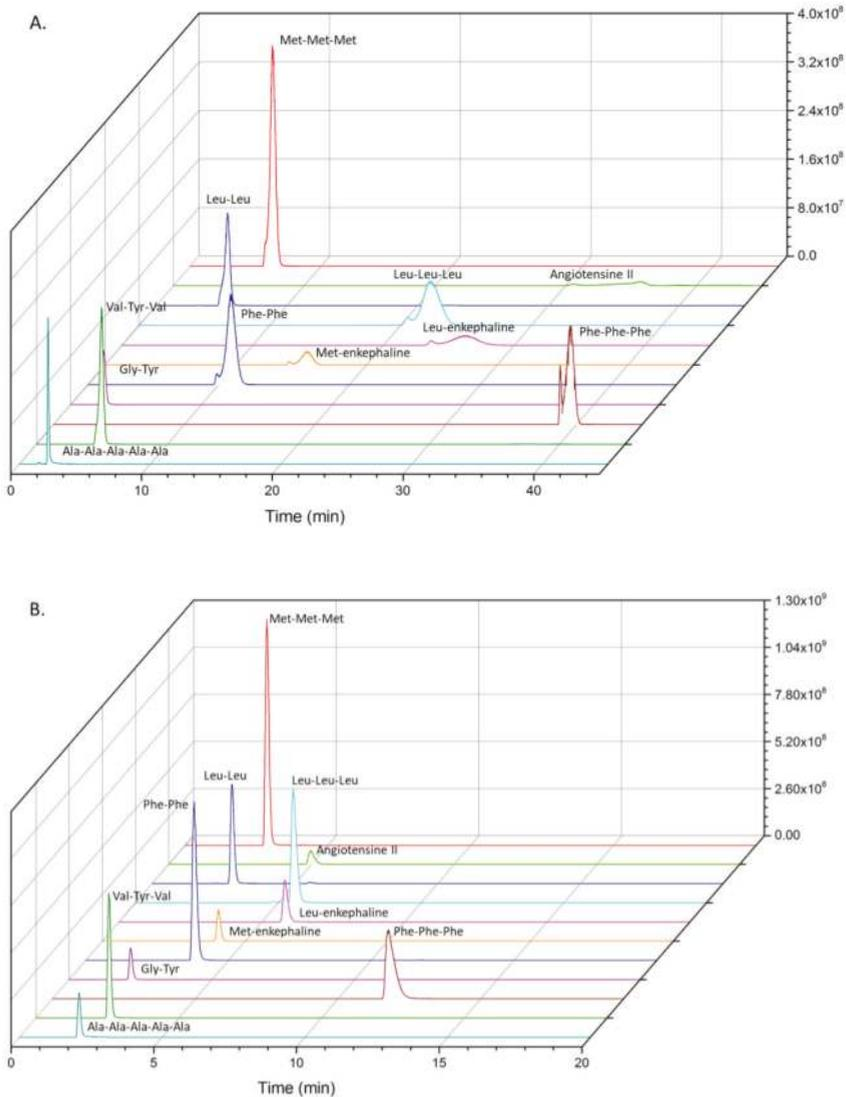 A.
4.0x10⁸
Met-Met-Met
3.2x10⁸
2.4x10⁸
1.6x10⁸
Leu-Leu
8.0x10⁷
0.0
Leu-Leu-Leu
Angiotensine II
Val-Tyr-Val
Phe-Phe
Leu-enkephaline
Phe-Phe-Phe
Met-enkephaline
Gly-Tyr
Ala-Ala-Ala-Ala-Ala
0 10 20 30 40
Time (min)
B.
1.30x10⁹
Met-Met-Met
1.04x10⁹
7.80x10⁸
5.20x10⁸
Leu-Leu
Leu-Leu-Leu
2.60x10⁸
Phe-Phe
0.00
Angiotensine II
Val-Tyr-Val
Leu-enkephaline
Met-enkephaline
Phe-Phe-Phe
Gly-Tyr
Ala-Ala-Ala-Ala-Ala
0 5 10 15 20
Time (min)